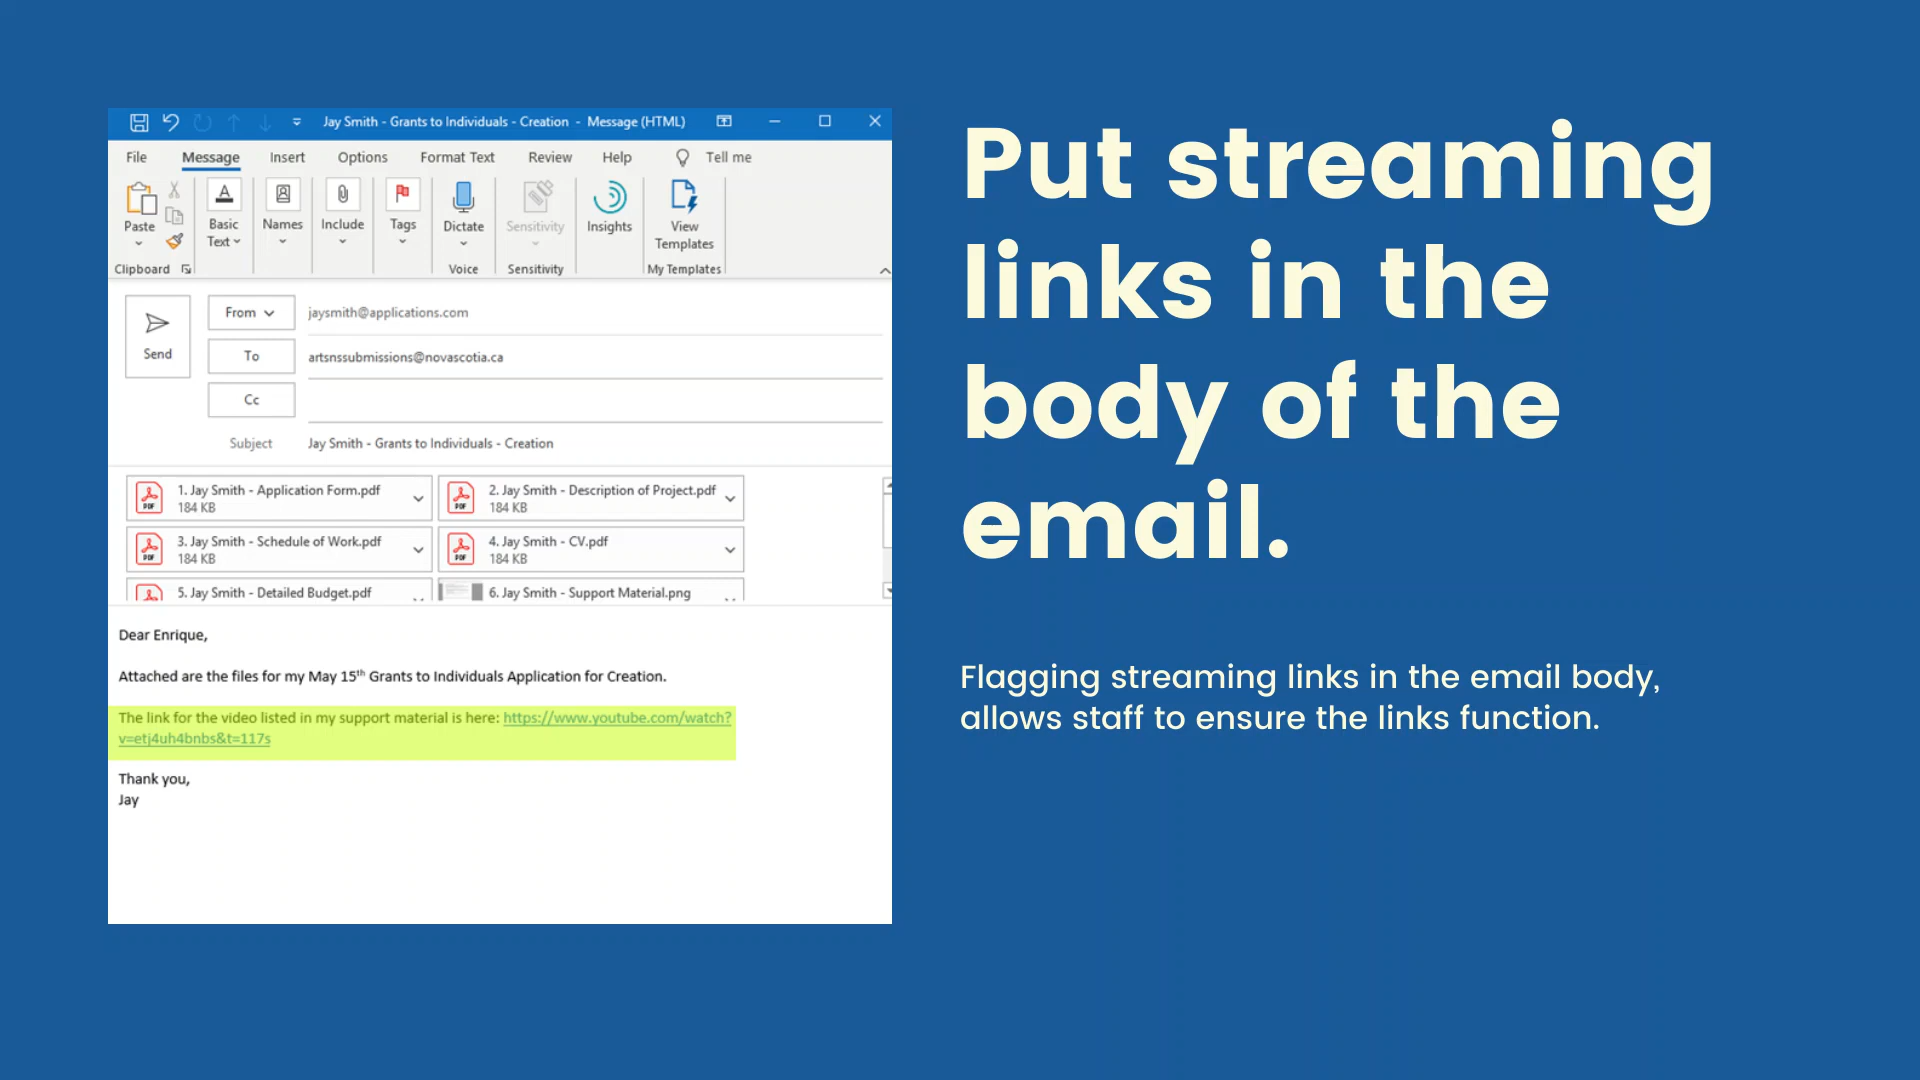 Jay Smith - Grants to Individuals - Creation - Message (HTML)
File Message Insert Options Format Text Review Help Tell me
Paste
Basic
Text
Names
Include
Tags
Dictate
Sensitivity
Insights
View
Templates
Clipboard
Voice
Sensitivity
My Templates
Send
From
jaysmith@applications.com
To
artsnssubmissions@novascotia.ca
Cc
Subject
Jay Smith - Grants to Individuals - Creation
1. Jay Smith - Application Form.pdf
184 KB
2. Jay Smith - Description of Project.pdf
184 KB
3. Jay Smith - Schedule of Work.pdf
184 KB
4. Jay Smith - CV.pdf
184 KB
5. Jay Smith - Detailed Budget.pdf
6. Jay Smith - Support Material.png
PDF
PDF
PDF
PDF
Dear Enrique,
Attached are the files for my May 15th Grants to Individuals Application for Creation.
The link for the video listed in my support material is here: https://www.youtube.com/watch?
v=etj4uh4bnbs&t=117s
Thank you,
Jay
Put streaming
links in the
body of the
email.
Flagging streaming links in the email body,
allows staff to ensure the links function.